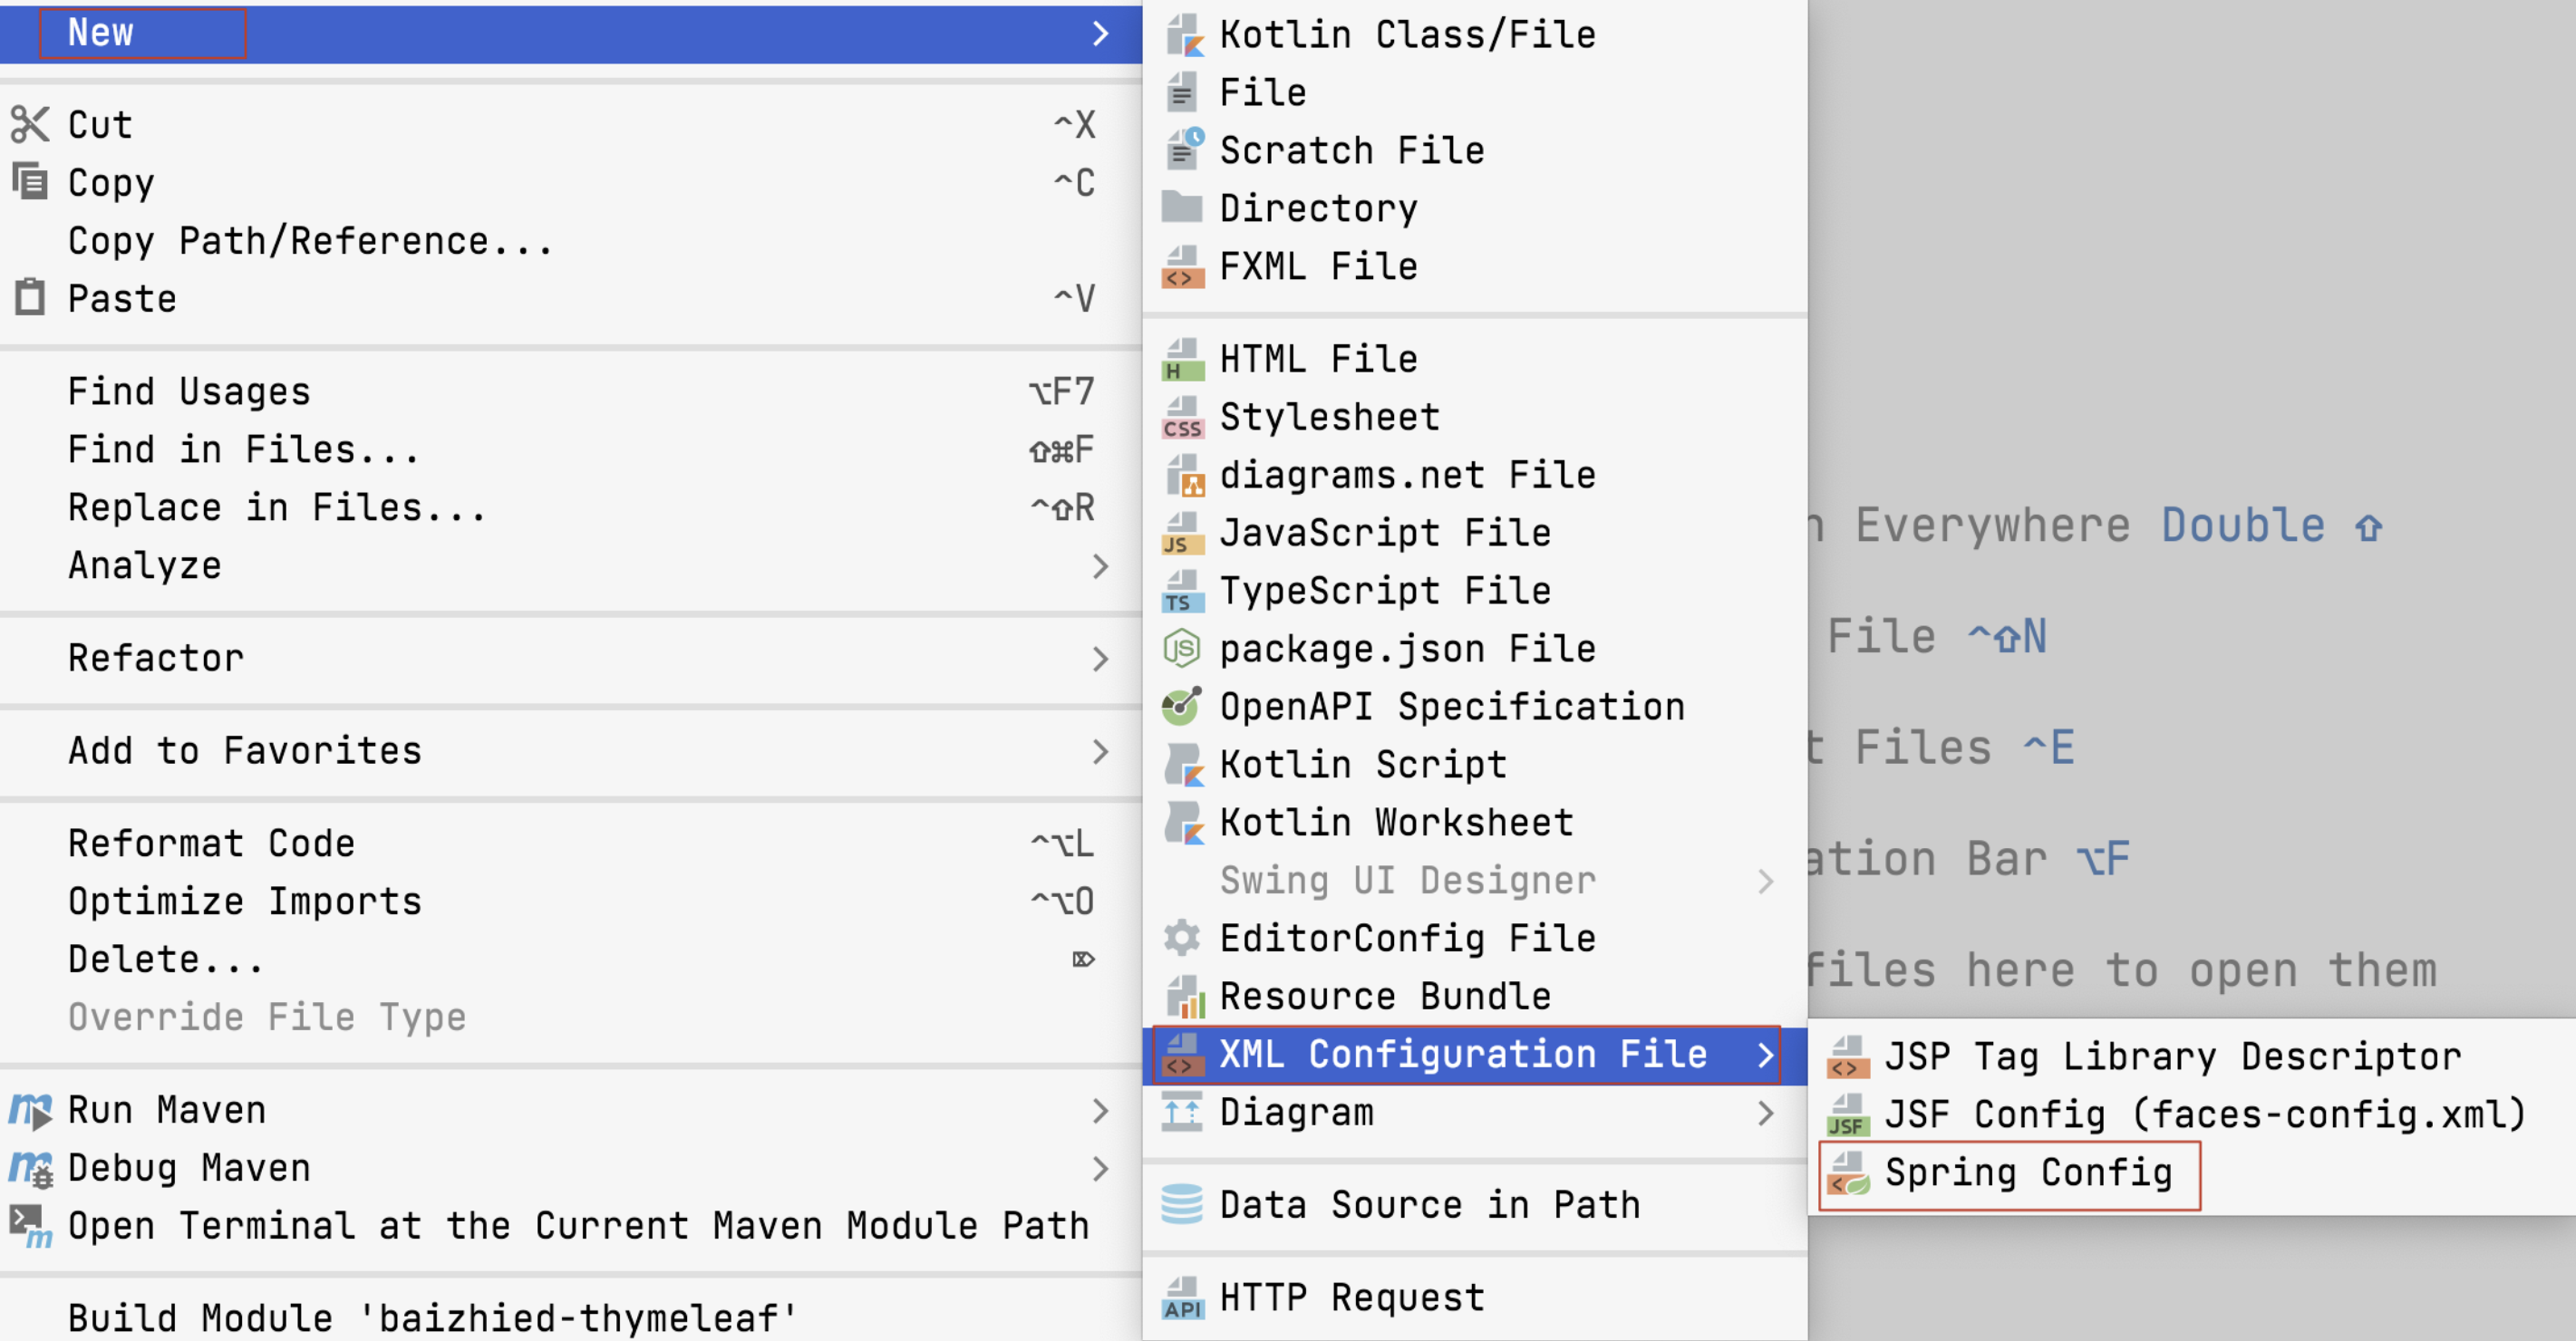 New
Cut ^X
Copy ^C
Copy Path/Reference...
Paste ^V
Find Usages ⌥F7
Find in Files... ⇧⌘F
Replace in Files... ^⇧R
Analyze
Refactor
Add to Favorites
Reformat Code ^⌥L
Optimize Imports ^⌥O
Delete... ⌦
Override File Type
Run Maven
Debug Maven
Open Terminal at the Current Maven Module Path
Build Module 'baizhied-thymeleaf'
Kotlin Class/File
File
Scratch File
Directory
FXML File
HTML File
Stylesheet
diagrams.net File
JavaScript File
TypeScript File
package.json File
OpenAPI Specification
Kotlin Script
Kotlin Worksheet
Swing UI Designer
EditorConfig File
Resource Bundle
XML Configuration File
Diagram
Data Source in Path
HTTP Request
JSP Tag Library Descriptor
JSF Config (faces-config.xml)
Spring Config
Everywhere Double ⇧
File ^⇧N
Files ^E
Bar ⌥F
files here to open them